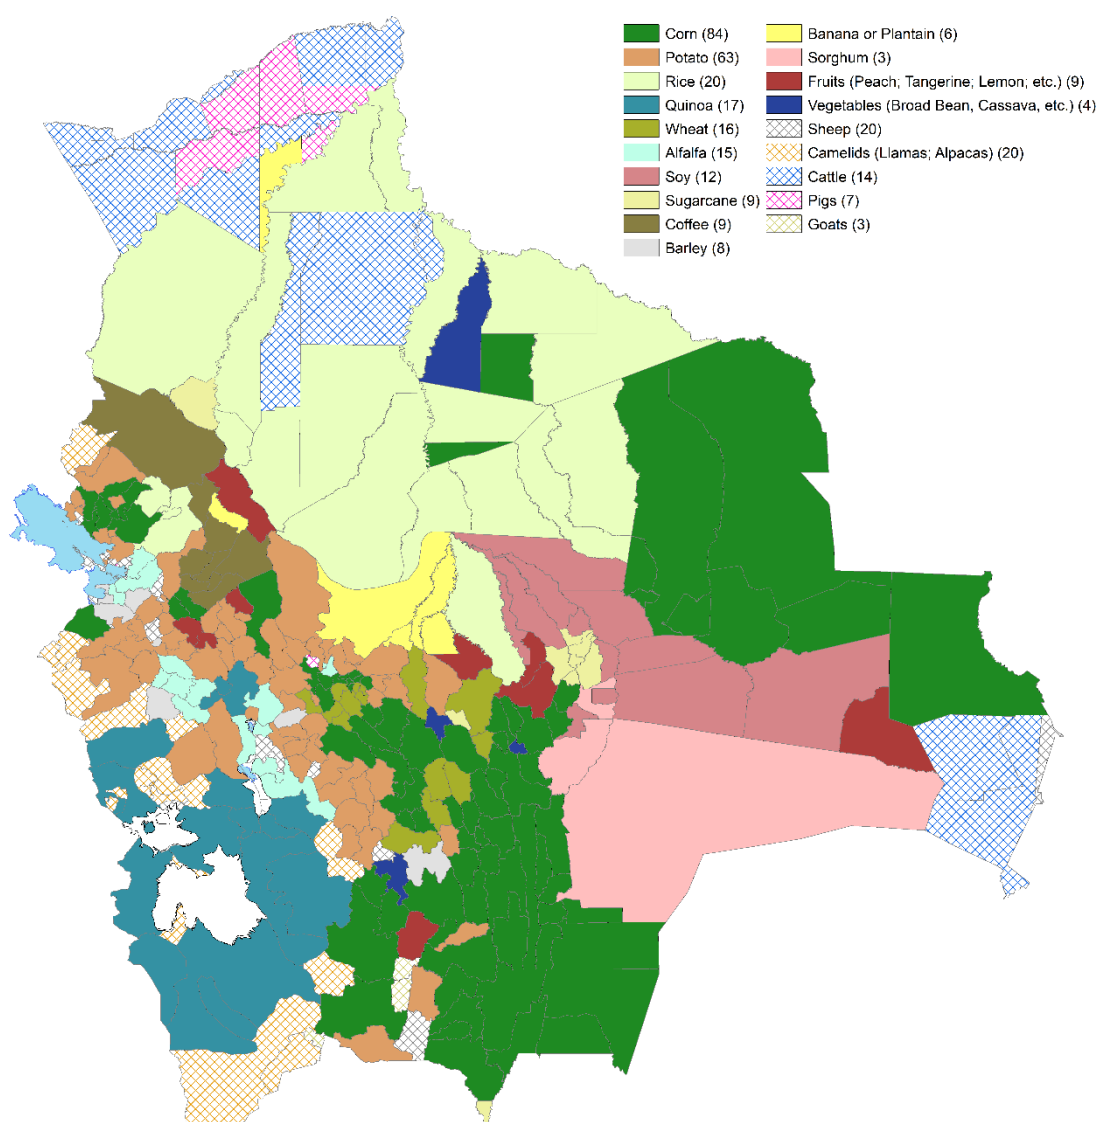 Corn (84)
Potato (63)
Rice (20)
Quinoa (17)
Wheat (16)
Alfalfa (15)
Soy (12)
Sugarcane (9)
Coffee (9)
Barley (8)
Banana or Plantain (6)
Sorghum (3)
Fruits (Peach; Tangerine; Lemon; etc.) (9)
Vegetables (Broad Bean, Cassava, etc.) (4)
Sheep (20)
Camelids (Llamas; Alpacas) (20)
Cattle (14)
Pigs (7)
Goats (3)